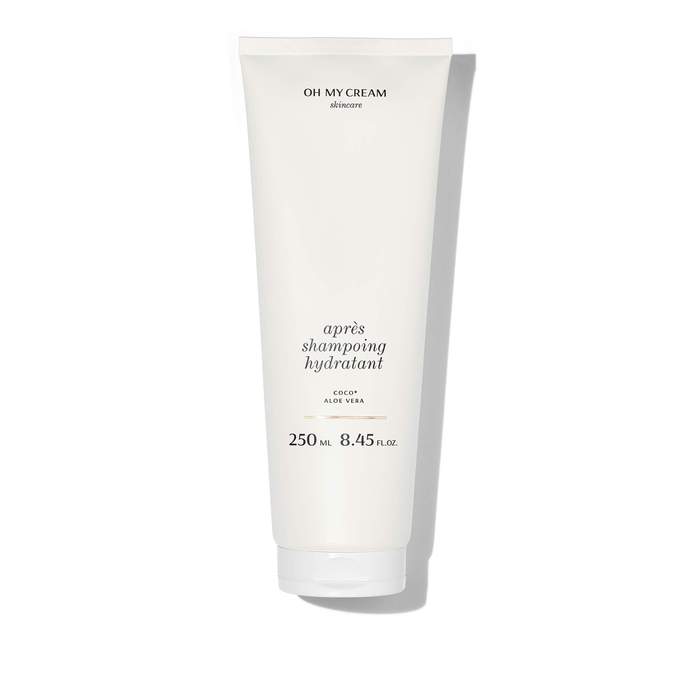 OH MY CREAM
skincare
après
shampoing
hydratant
COCO*
ALOE VERA
250 ML 8.45 FL.OZ.